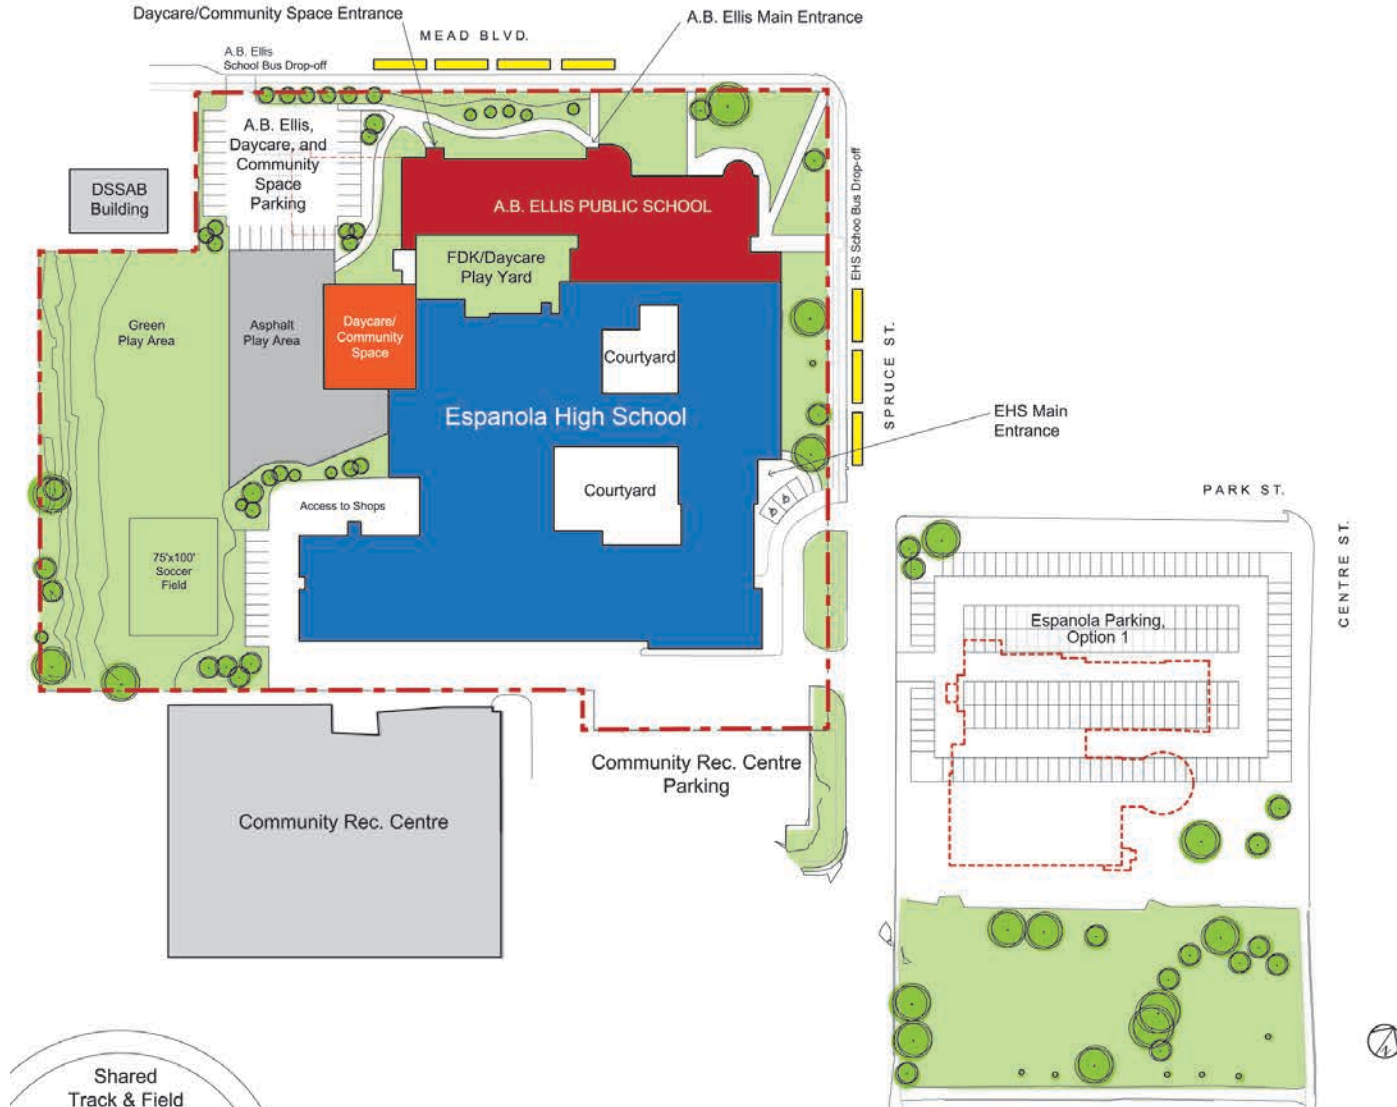 Daycare/Community Space Entrance
A.B. Ellis Main Entrance
MEAD BLVD.
A.B. Ellis
School Bus Drop-off
A.B. Ellis,
Daycare, and
Community
Space
Parking
DSSAB
Building
A.B. ELLIS PUBLIC SCHOOL
EHS Schoo Bus Drop-off
FDK/Daycare
Play Yard
Green
Play Area
Asphalt
Play Area
Daycare/
Community
Space
Courtyard
SPRUCE ST.
Espanola High School
EHS Main
Entrance
Courtyard
PARK ST.
Access to Shops
CENTRE ST.
75'x100'
Soccer
Field
Espanola Parking,
Option 1
Community Rec. Centre
Parking
Community Rec. Centre
Shared
Track & Field